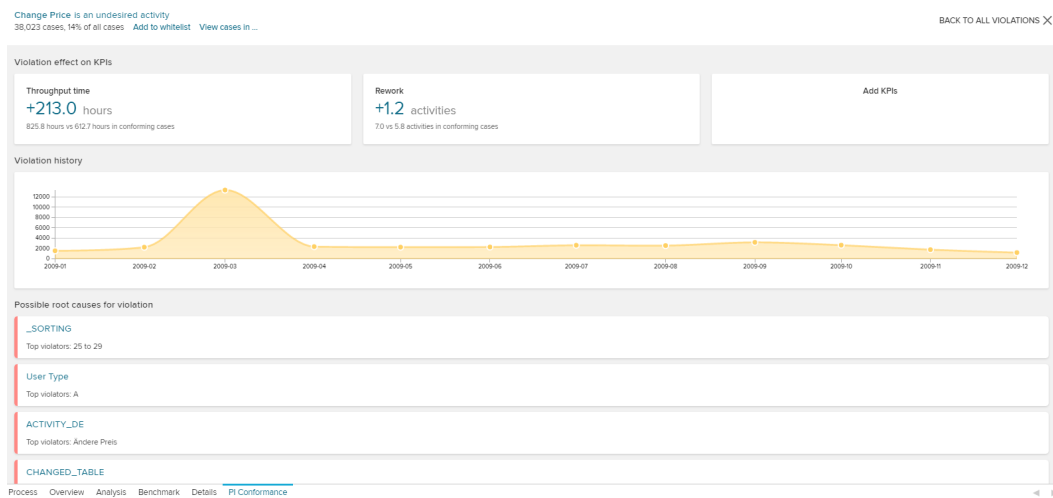 Change Price is an undesired activity
38,023 cases, 14% of all cases Add to whitelist View cases in ...
BACK TO ALL VIOLATIONS
Violation effect on KPIs
Throughput time
+213.0 hours
825.8 hours vs 612.7 hours in conforming cases
Rework
+1.2 activities
7.0 vs 5.8 activities in conforming cases
Add KPIs
Violation history
12000
10000
8000
6000
4000
2000
0
2009-01 2009-02 2009-03 2009-04 2009-05 2009-06 2009-07 2009-08 2009-09 2009-10 2009-11 2009-12
Possible root causes for violation
_SORTING
Top violators: 25 to 29
User Type
Top violators: A
ACTIVITY_DE
Top violators: Ändere Preis
CHANGED_TABLE
Process Overview Analysis Benchmark Details PI Conformance